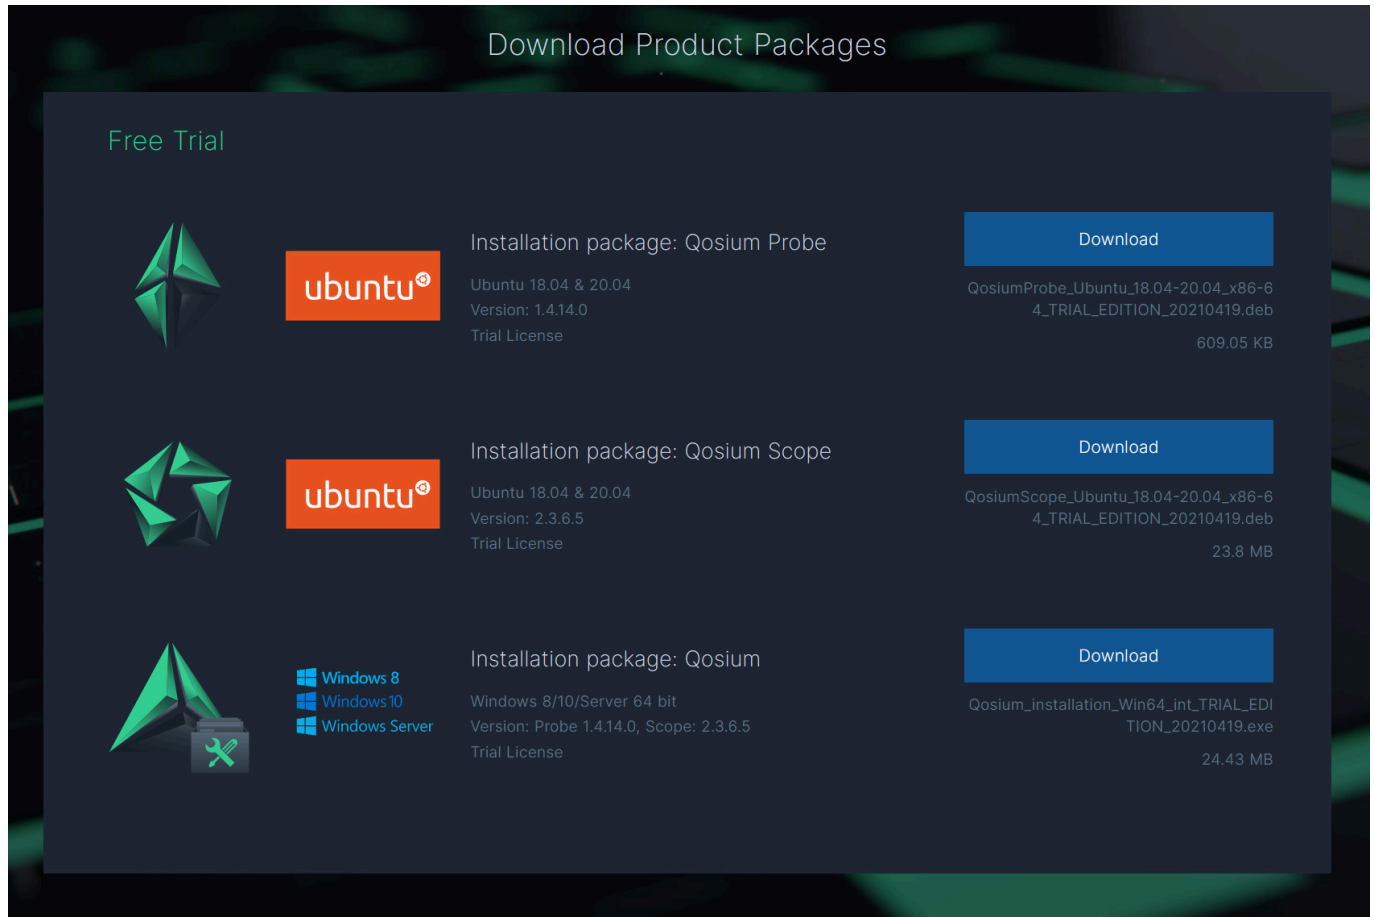 Download Product Packages
Free Trial
ubuntu
Installation package: Qosium Probe
Ubuntu 18.04 & 20.04
Version: 1.4.14.0
Trial License
Download
QosiumProbe_Ubuntu_18.04-20.04_x86-6
4_TRIAL_EDITION_20210419.deb
609.05 KB
ubuntu
Installation package: Qosium Scope
Ubuntu 18.04 & 20.04
Version: 2.3.6.5
Trial License
Download
QosiumScope_Ubuntu_18.04-20.04_x86-6
4_TRIAL_EDITION_20210419.deb
23.8 MB
Windows 8
Windows 10
Windows Server
Installation package: Qosium
Windows 8/10/Server 64 bit
Version: Probe 1.4.14.0, Scope: 2.3.6.5
Trial License
Download
Qosium_installation_Win64_int_TRIAL_EDI
TION_20210419.exe
24.43 MB